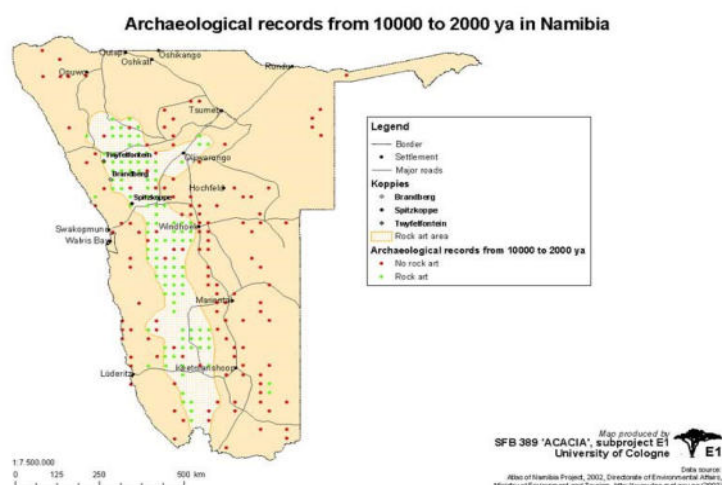 Archaeological records from 10000 to 2000 ya in Namibia
Outapi
Oshikango
Oshkati
Opuwo
Rundu
Tsumeb
Twyfelfontein
Otjiwarongo
Brandberg
Hochfeld
Spitzkoppe
Swakopmund
Windhoek
Walvis Bay
Mariental
Lüderitz
Keetmanshoop
Legend
Border
Settlement
Major roads
Koppies
Brandberg
Spitzkoppe
Twyfelfontein
Rock art area
Archaeological records from 10000 to 2000 ya
No rock art
Rock art
Map produced by
SFB 389 'ACACIA', subproject E1
University of Cologne
E1
1:7.500.000
0 125 250 500 km
Data source:
Atlas of Namibia Project, 2002, Directorate of Environmental Affairs,